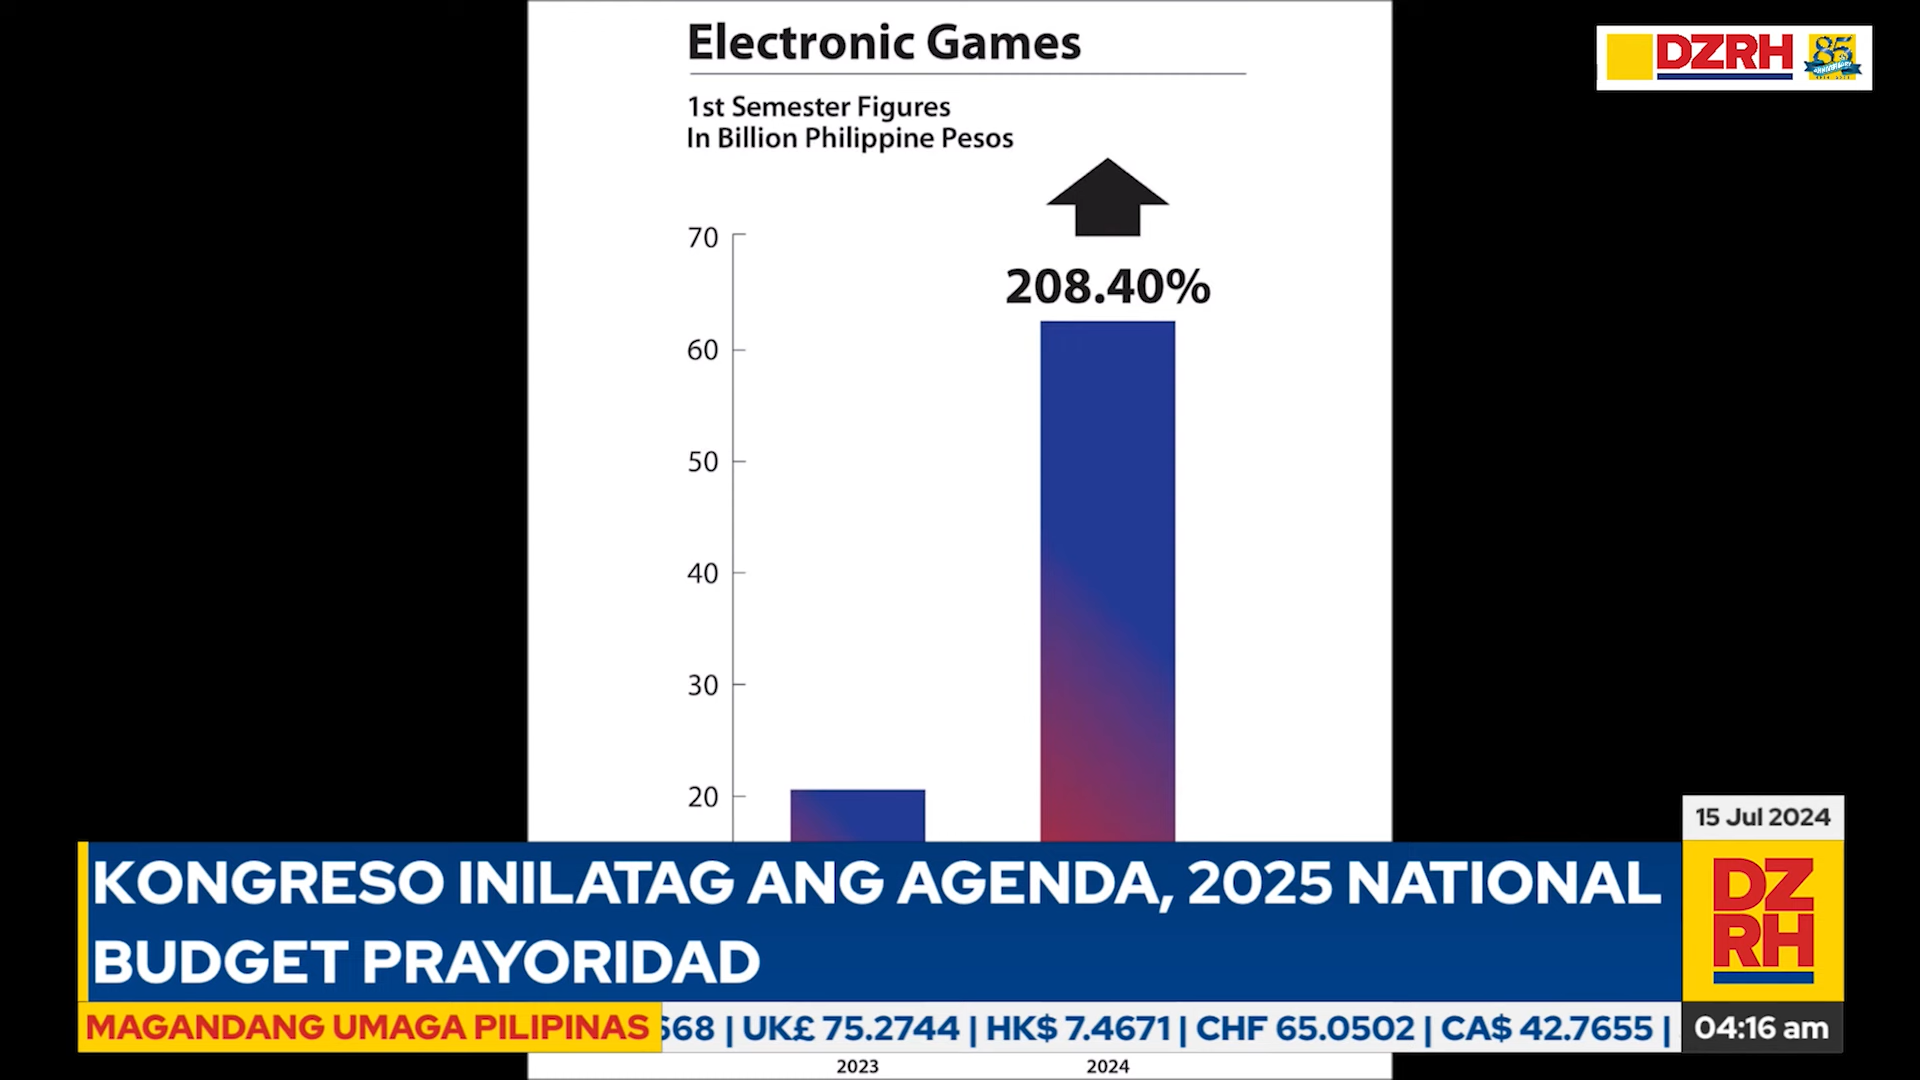 Electronic Games
1st Semester Figures
In Billion Philippine Pesos
208.40%
70
60
50
40
30
20
2023
2024
DZRH
85
15 Jul 2024
KONGRESO INILATAG ANG AGENDA, 2025 NATIONAL
BUDGET PRAYORIDAD
DZ
RH
MAGANDANG UMAGA PILIPINAS
668 | UK£ 75.2744 | HK$ 7.4671 | CHF 65.0502 | CA$ 42.7655 |
04:16 am